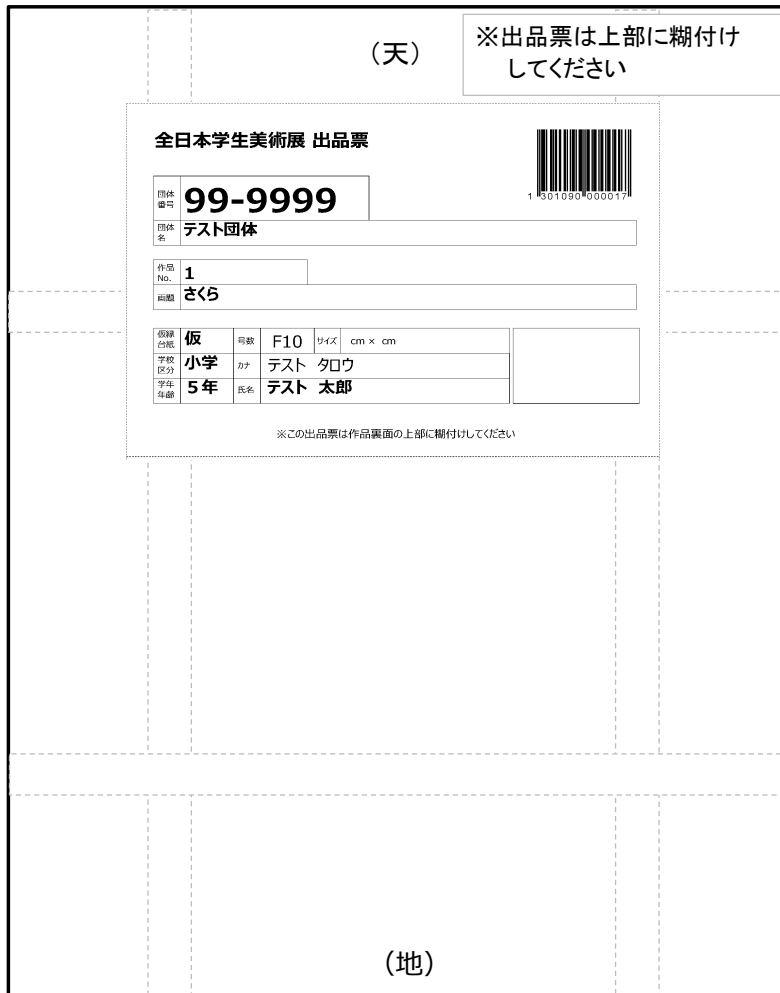 (天)
※出品票は上部に糊付け
してください
全日本学生美術展 出品票
1 301090 000017
団体
番号
99-9999
団体
名
テスト団体
作品
No.
1
画題
さくら
仮縁
台紙
仮
号数
F10
サイズ
cm × cm
学校
区分
小学
カナ
テスト タロウ
学年
年齢
5年
氏名
テスト 太郎
※この出品票は作品裏面の上部に糊付けしてください
(地)